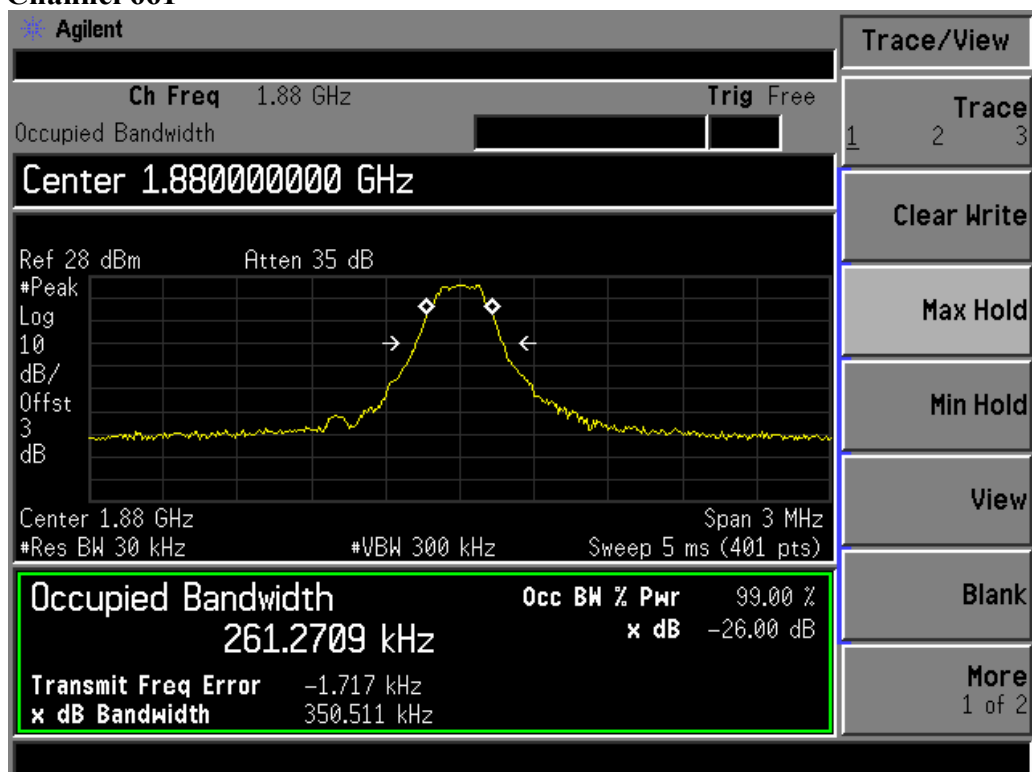 Channel 661
Agilent
Trace/View
Ch Freq 1.88 GHz Trig Free
Occupied Bandwidth
Trace
1 2 3
Center 1.880000000 GHz
Clear Write
Ref 28 dBm Atten 35 dB
#Peak
Log
10
dB/
Offst
3
dB
Max Hold
Min Hold
Center 1.88 GHz Span 3 MHz
#Res BW 30 kHz #VBW 300 kHz Sweep 5 ms (401 pts)
View
Occupied Bandwidth
261.2709 kHz
Occ BW % Pwr 99.00 %
x dB -26.00 dB
Transmit Freq Error -1.717 kHz
x dB Bandwidth 350.511 kHz
Blank
More
1 of 2